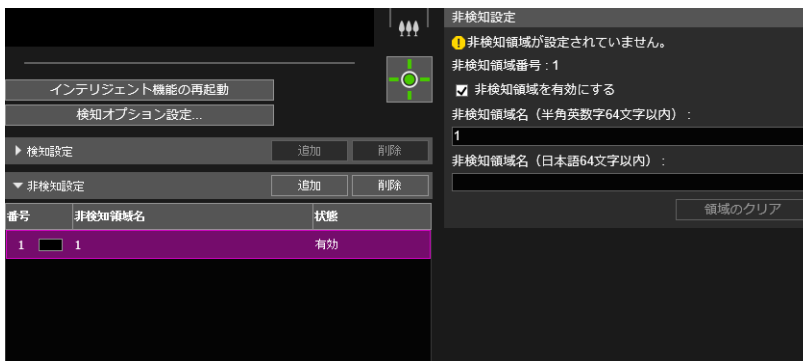 インテリジェント機能の再起動
検知オプション設定...
▶ 検知設定 追加 削除
▼ 非検知設定 追加 削除
番号 非検知領域名 状態
1 1 有効
非検知設定
非検知領域が設定されていません。
非検知領域番号 : 1
非検知領域を有効にする
非検知領域名（半角英数字64文字以内） :
1
非検知領域名（日本語64文字以内） :
領域のクリア